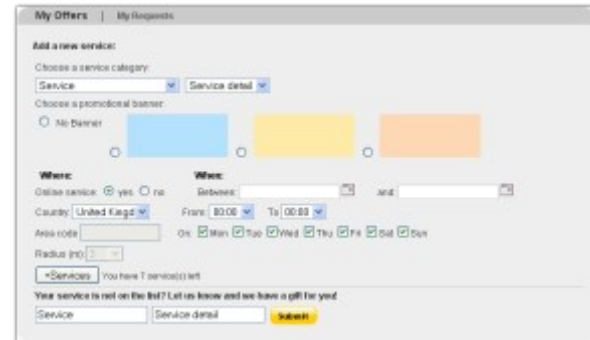 My Offers | My Requests
Add a new service:
Choose a service category:
Service Service detail
Choose a promotional banner:
No Banner
Where: When:
Online service: yes no Between: and:
Country: United Kingd From: 00:00 To 00:00
Area code On: Mon Tue Wed Thu Fri Sat Sun
Radius (m):
+Services You have 7 service(s) left
Your service is not on the list? Let us know and we have a gift for you!
Service Service detail Submit